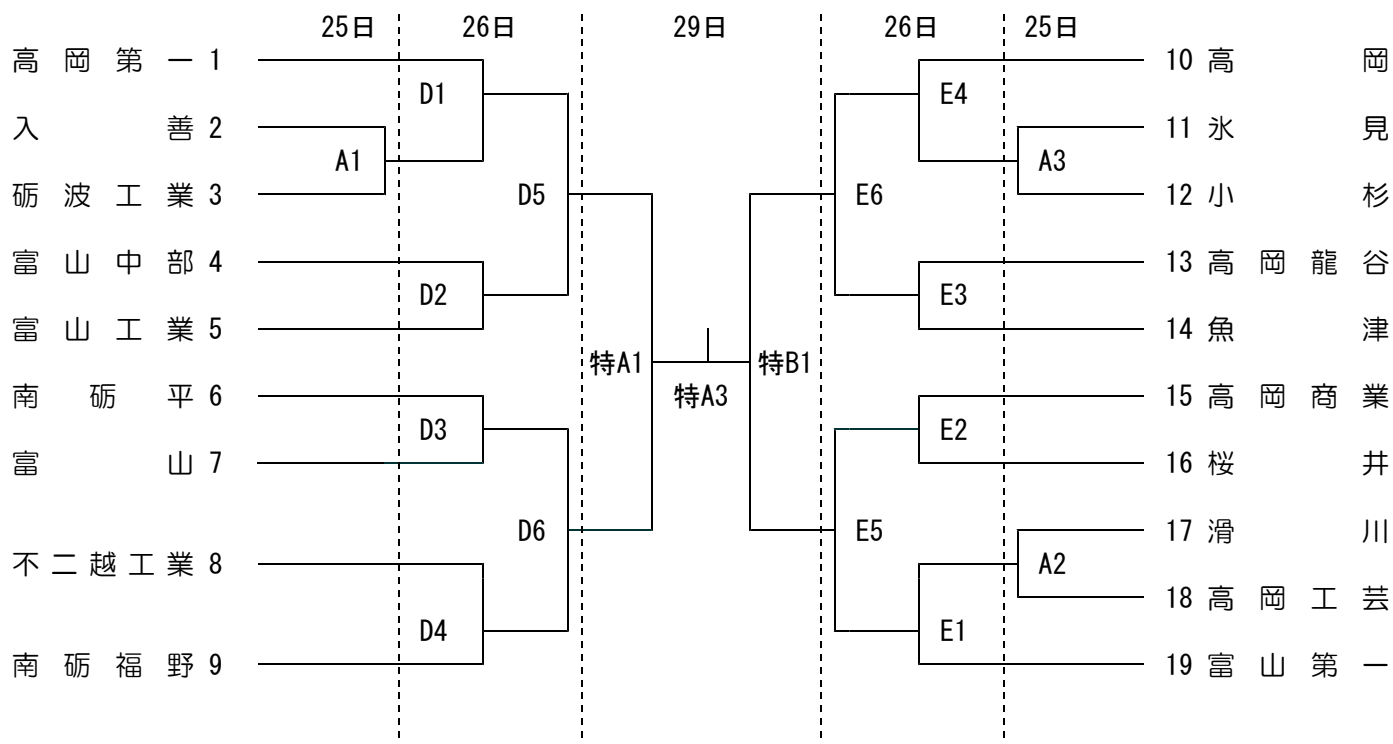 25日 26日 29日 26日 25日
高岡第一 1 10 高岡
D1 E4
入善 2 11 氷見
A1 A3
砺波工業 3 D5 E6 12 小杉
富山中部 4 13 高岡龍谷
D2 E3
富山工業 5 14 魚津
特A1 特B1
南砺平 6 特A3 15 高岡商業
D3 E2
富山 7 16 桜井
D6 E5 17 滑川
不二越工業 8 A2
18 高岡工芸
D4 E1
南砺福野 9 19 富山第一